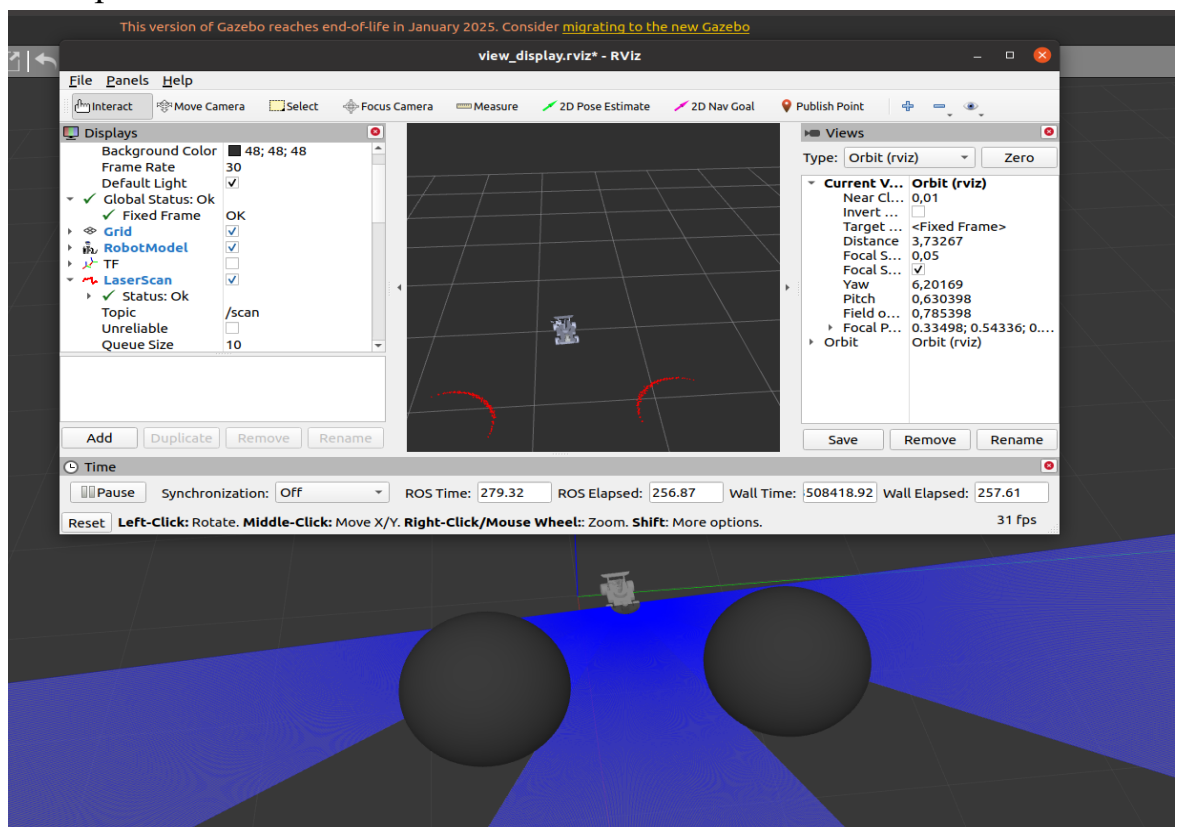 This version of Gazebo reaches end-of-life in January 2025. Consider migrating to the new Gazebo
view_display.rviz* - RViz
File Panels Help
Interact Move Camera Select Focus Camera Measure 2D Pose Estimate 2D Nav Goal Publish Point
Displays
Background Color 48; 48; 48
Frame Rate 30
Default Light
Global Status: Ok
Fixed Frame OK
Grid
RobotModel
TF
LaserScan
Status: Ok
Topic /scan
Unreliable
Queue Size 10
Add Duplicate Remove Rename
Views
Type: Orbit (rviz) Zero
Current V... Orbit (rviz)
Near Cl... 0,01
Invert ...
Target ... <Fixed Frame>
Distance 3,73267
Focal S... 0,05
Focal S...
Yaw 6,20169
Pitch 0,630398
Field o... 0,785398
Focal P... 0.33498; 0.54336; 0....
Orbit Orbit (rviz)
Save Remove Rename
Time
Pause Synchronization: Off ROS Time: 279.32 ROS Elapsed: 256.87 Wall Time: 508418.92 Wall Elapsed: 257.61
Reset Left-Click: Rotate. Middle-Click: Move X/Y. Right-Click/Mouse Wheel:: Zoom. Shift: More options. 31 fps